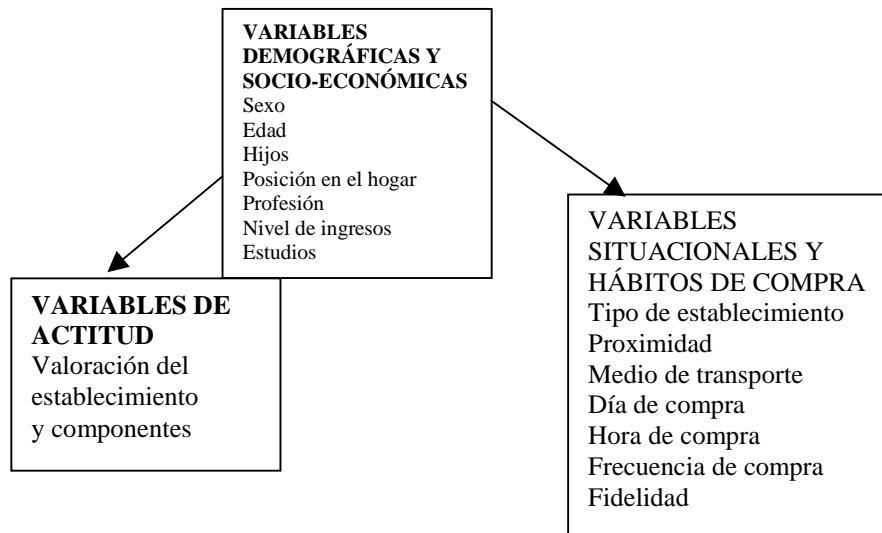 VARIABLES
DEMOGRÁFICAS Y
SOCIO-ECONÓMICAS
Sexo
Edad
Hijos
Posición en el hogar
Profesión
Nivel de ingresos
Estudios
VARIABLES DE
ACTITUD
Valoración del
establecimiento
y componentes
VARIABLES
SITUACIONALES Y
HÁBITOS DE COMPRA
Tipo de establecimiento
Proximidad
Medio de transporte
Día de compra
Hora de compra
Frecuencia de compra
Fidelidad